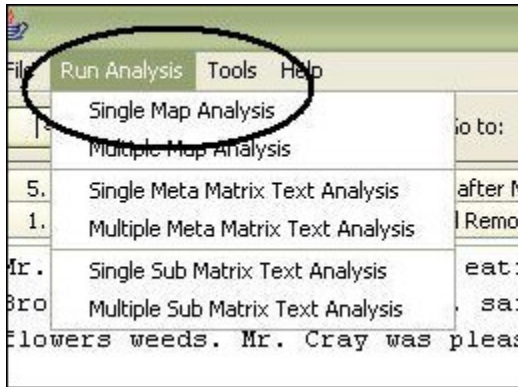 File Run Analysis Tools Help
Single Map Analysis
Go to:
Multiple Map Analysis
5. Single Meta Matrix Text Analysis after
1. Multiple Meta Matrix Text Analysis Remo
Mr. Single Sub Matrix Text Analysis eat
Bro Multiple Sub Matrix Text Analysis sa
flowers weeds. Mr. Cray was pleas